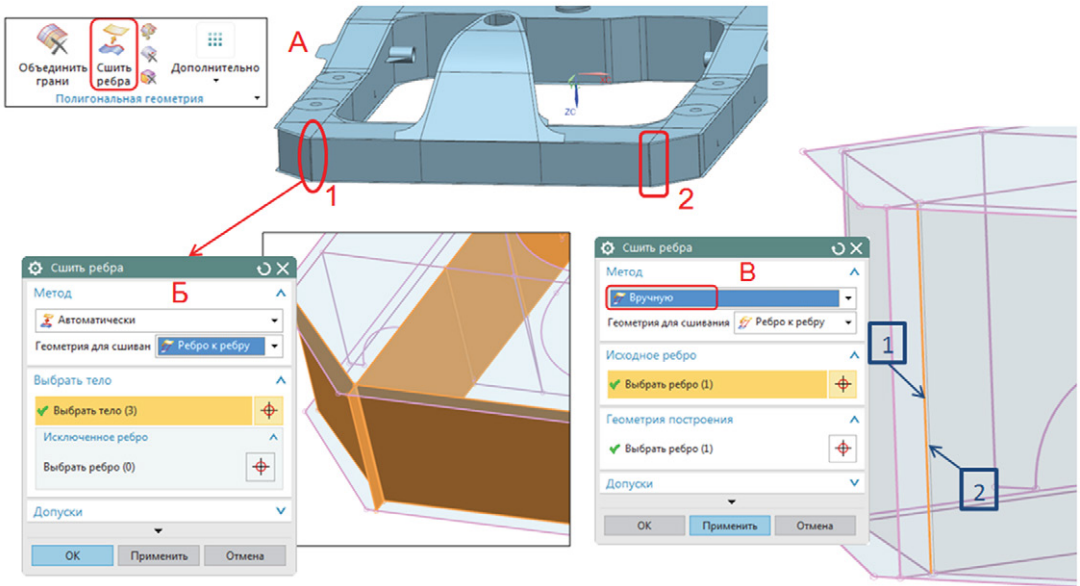 Объединить грани
Сшить ребра
Дополнительно
Полигональная геометрия
А
1
2
ZC
Сшить ребра
Метод
Б
Автоматически
Геометрия для сшиван
Ребро к ребру
Выбрать тело
Выбрать тело (3)
Исключенное ребро
Выбрать ребро (0)
Допуски
ОК
Применить
Отмена
Сшить ребра
Метод
В
Вручную
Геометрия для сшивания
Ребро к ребру
Исходное ребро
Выбрать ребро (1)
Геометрия построения
Выбрать ребро (1)
Допуски
ОК
Применить
Отмена
1
2